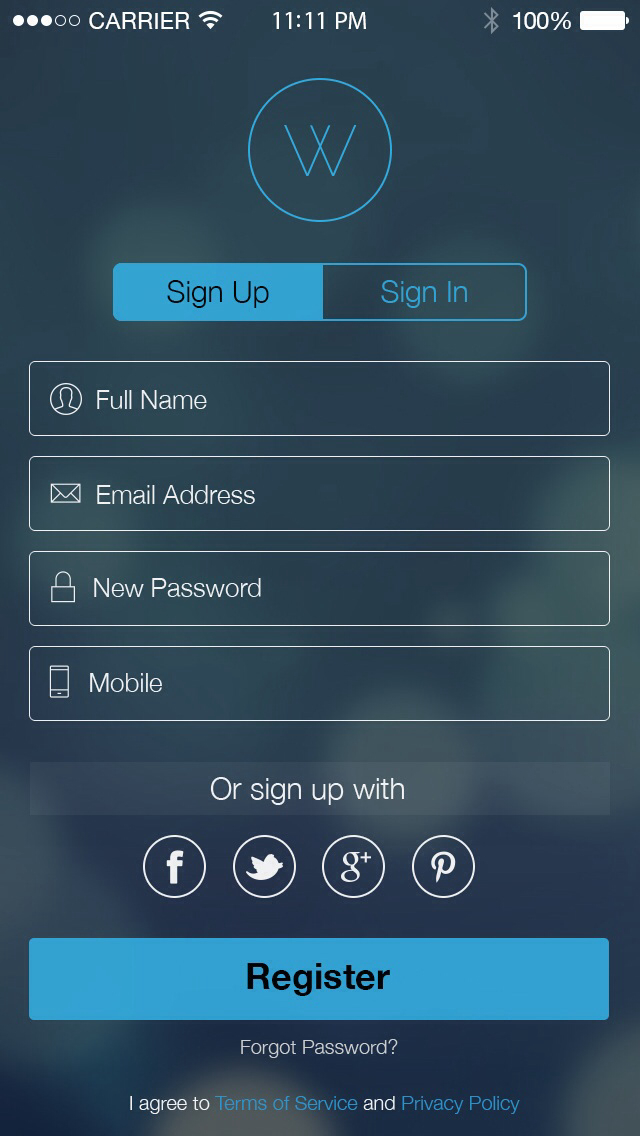 CARRIER 11:11 PM 100%
W
Sign Up Sign In
Full Name
Email Address
New Password
Mobile
Or sign up with
f g+ p
Register
Forgot Password?
I agree to Terms of Service and Privacy Policy